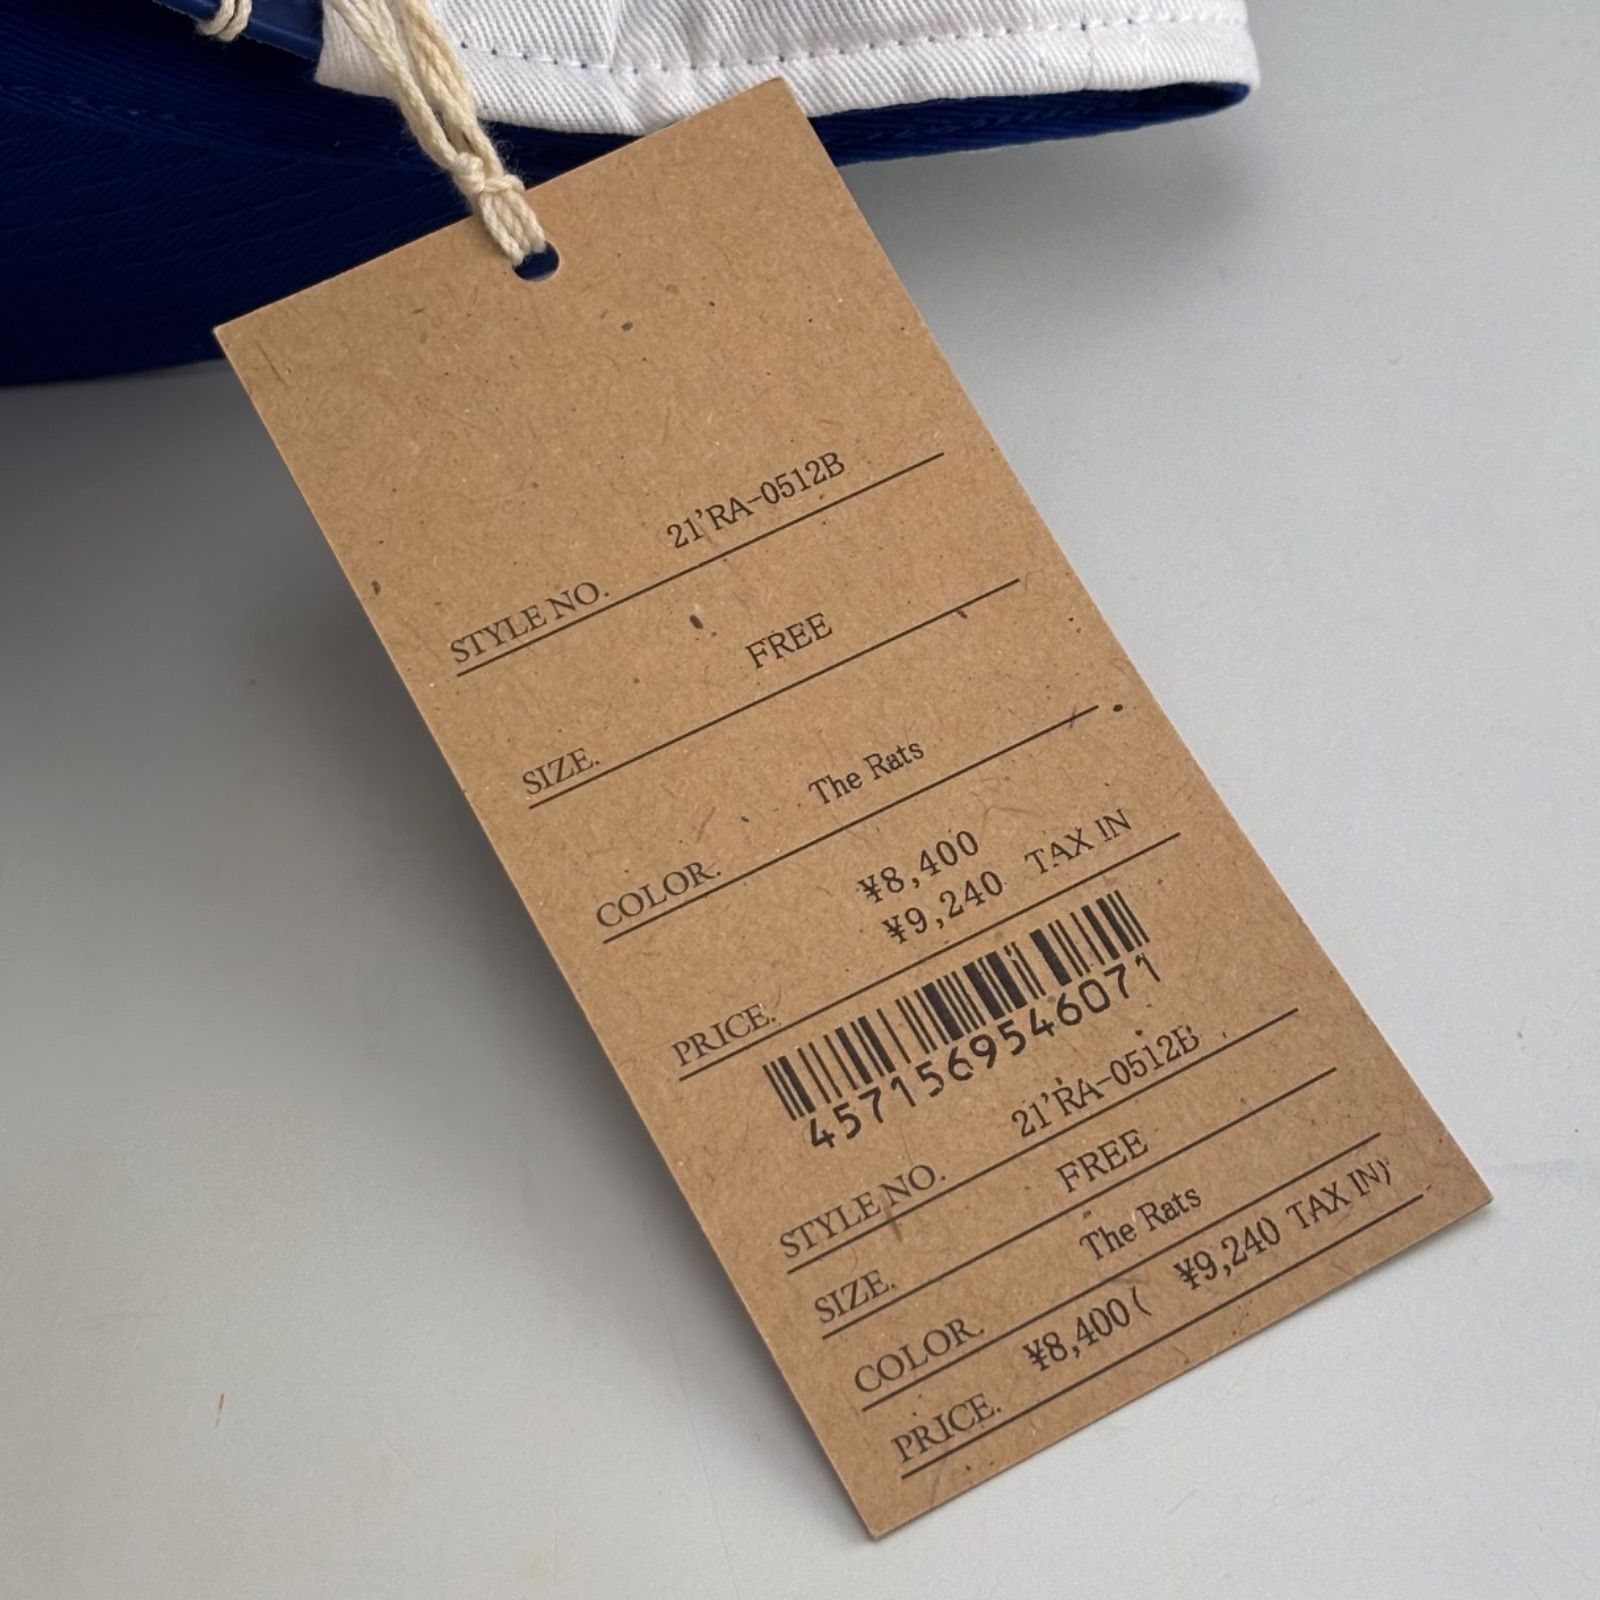 STYLE NO. 21'RA-0512B
SIZE. FREE
COLOR. The Rats
¥8,400
PRICE. ¥9,240 TAX IN
4571569546071
STYLE NO. 21'RA-0512B
SIZE. FREE
COLOR. The Rats
PRICE. ¥8,400( ¥9,240 TAX IN)